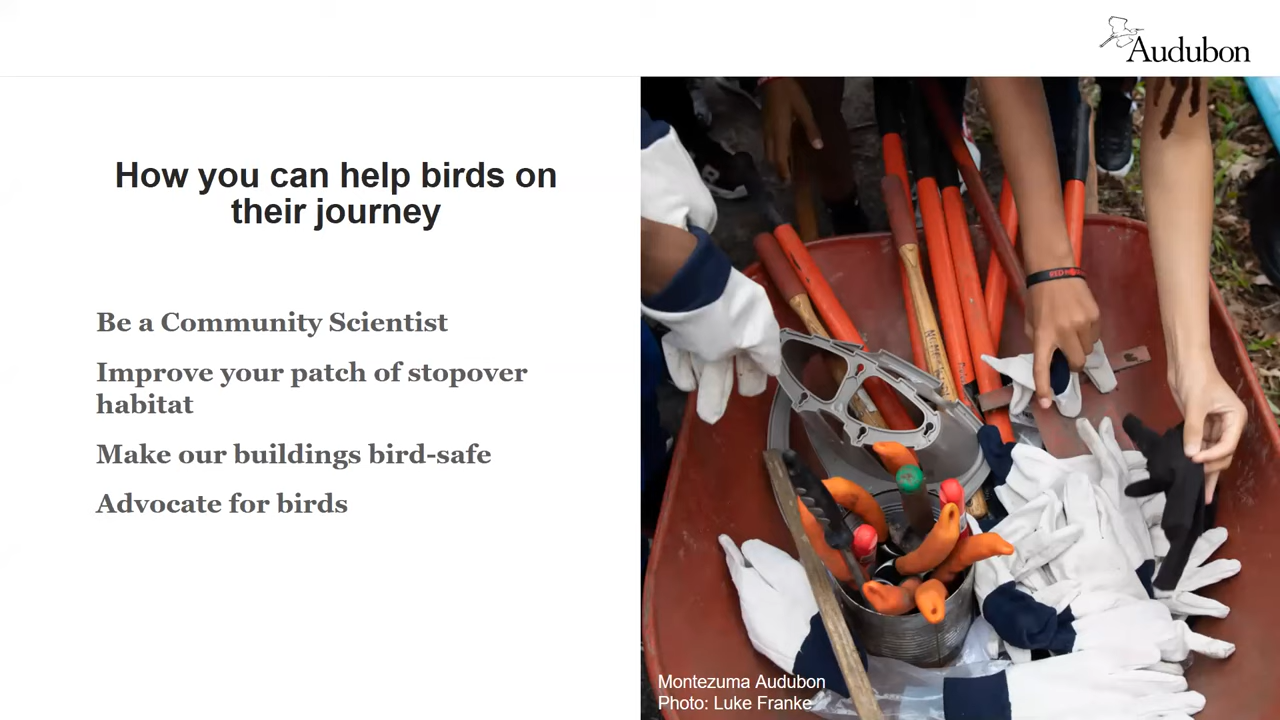 Audubon
How you can help birds on
their journey
Be a Community Scientist
Improve your patch of stopover
habitat
Make our buildings bird-safe
Advocate for birds
Montezuma Audubon
Photo: Luke Franke